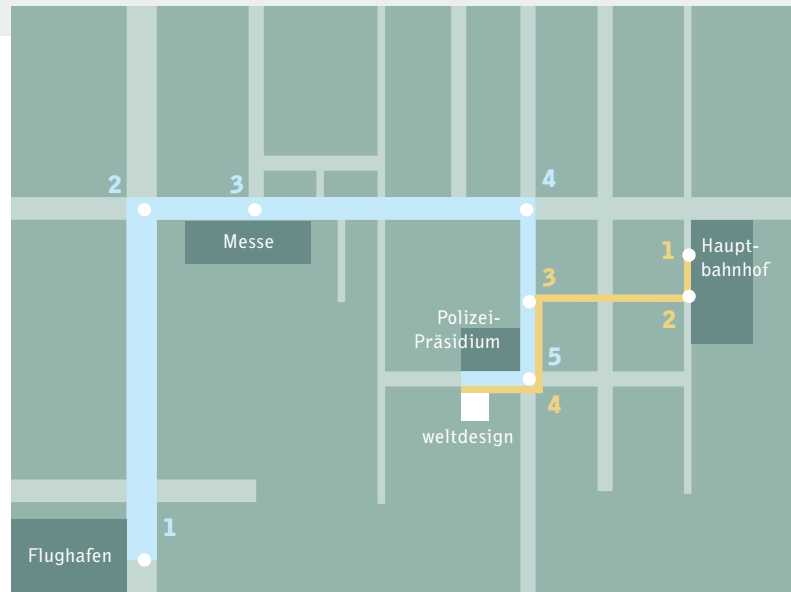 2
3
4
Messe
1
Haupt-
bahnhof
3
2
Polizei-
Präsidium
5
4
weltdesign
1
Flughafen